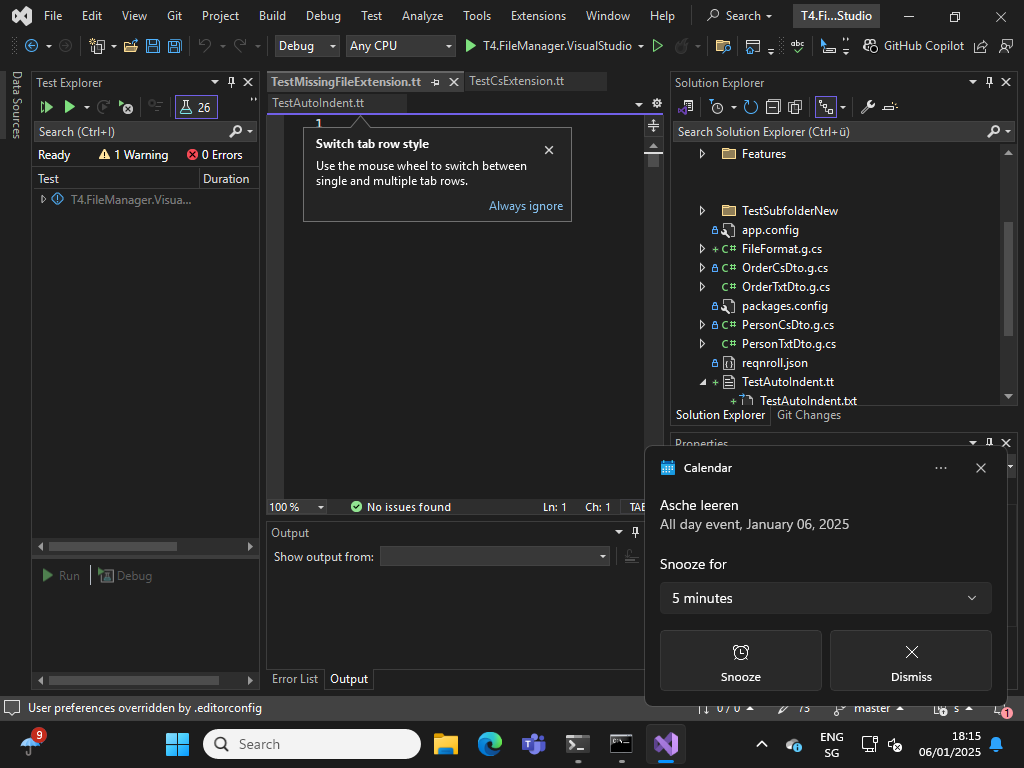 File Edit View Git Project Build Debug Test Analyze Tools Extensions Window Help Search T4.Fi...Studio
Debug Any CPU T4.FileManager.VisualStudio GitHub Copilot
Data Sources
Test Explorer
26
Search (Ctrl+I)
Ready 1 Warning 0 Errors
Test Duration
T4.FileManager.Visua...
Run Debug
TestMissingFileExtension.tt TestCsExtension.tt
TestAutoIndent.tt
1
Switch tab row style
Use the mouse wheel to switch between
single and multiple tab rows.
Always ignore
100 % No issues found Ln: 1 Ch: 1 TAB
Output
Show output from:
Error List Output
Solution Explorer
Search Solution Explorer (Ctrl+ü)
Features
TestSubfolderNew
app.config
FileFormat.g.cs
OrderCsDto.g.cs
OrderTxtDto.g.cs
packages.config
PersonCsDto.g.cs
PersonTxtDto.g.cs
reqnroll.json
TestAutoIndent.tt
TestAutoIndent.txt
Solution Explorer Git Changes
Properties
Calendar
Asche leeren
All day event, January 06, 2025
Snooze for
5 minutes
Snooze Dismiss
User preferences overridden by .editorconfig 0 / 0 73 master s 1
9 Search ENG
SG
18:15
06/01/2025